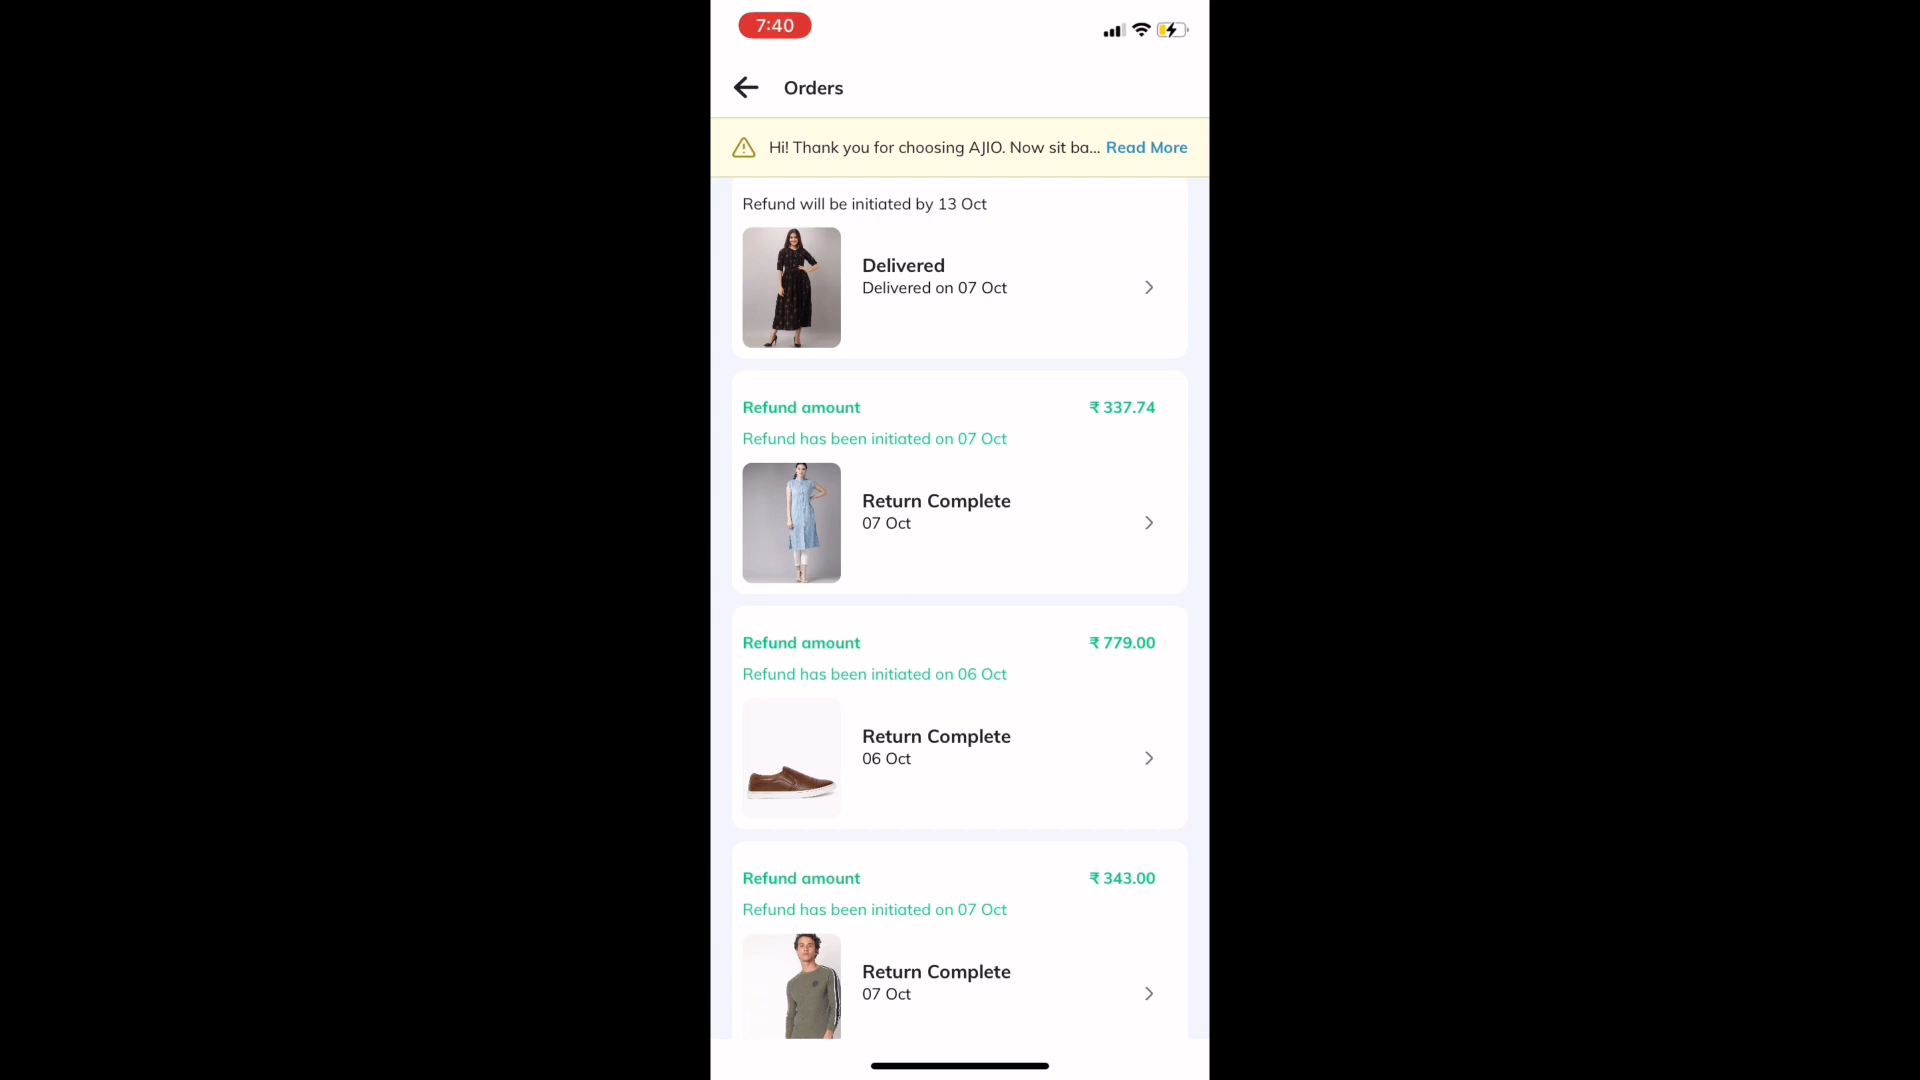 7:40
Orders
Hi! Thank you for choosing AJIO. Now sit ba... Read More
Refund will be initiated by 13 Oct
Delivered
Delivered on 07 Oct
Refund amount ₹ 337.74
Refund has been initiated on 07 Oct
Return Complete
07 Oct
Refund amount ₹ 779.00
Refund has been initiated on 06 Oct
Return Complete
06 Oct
Refund amount ₹ 343.00
Refund has been initiated on 07 Oct
Return Complete
07 Oct